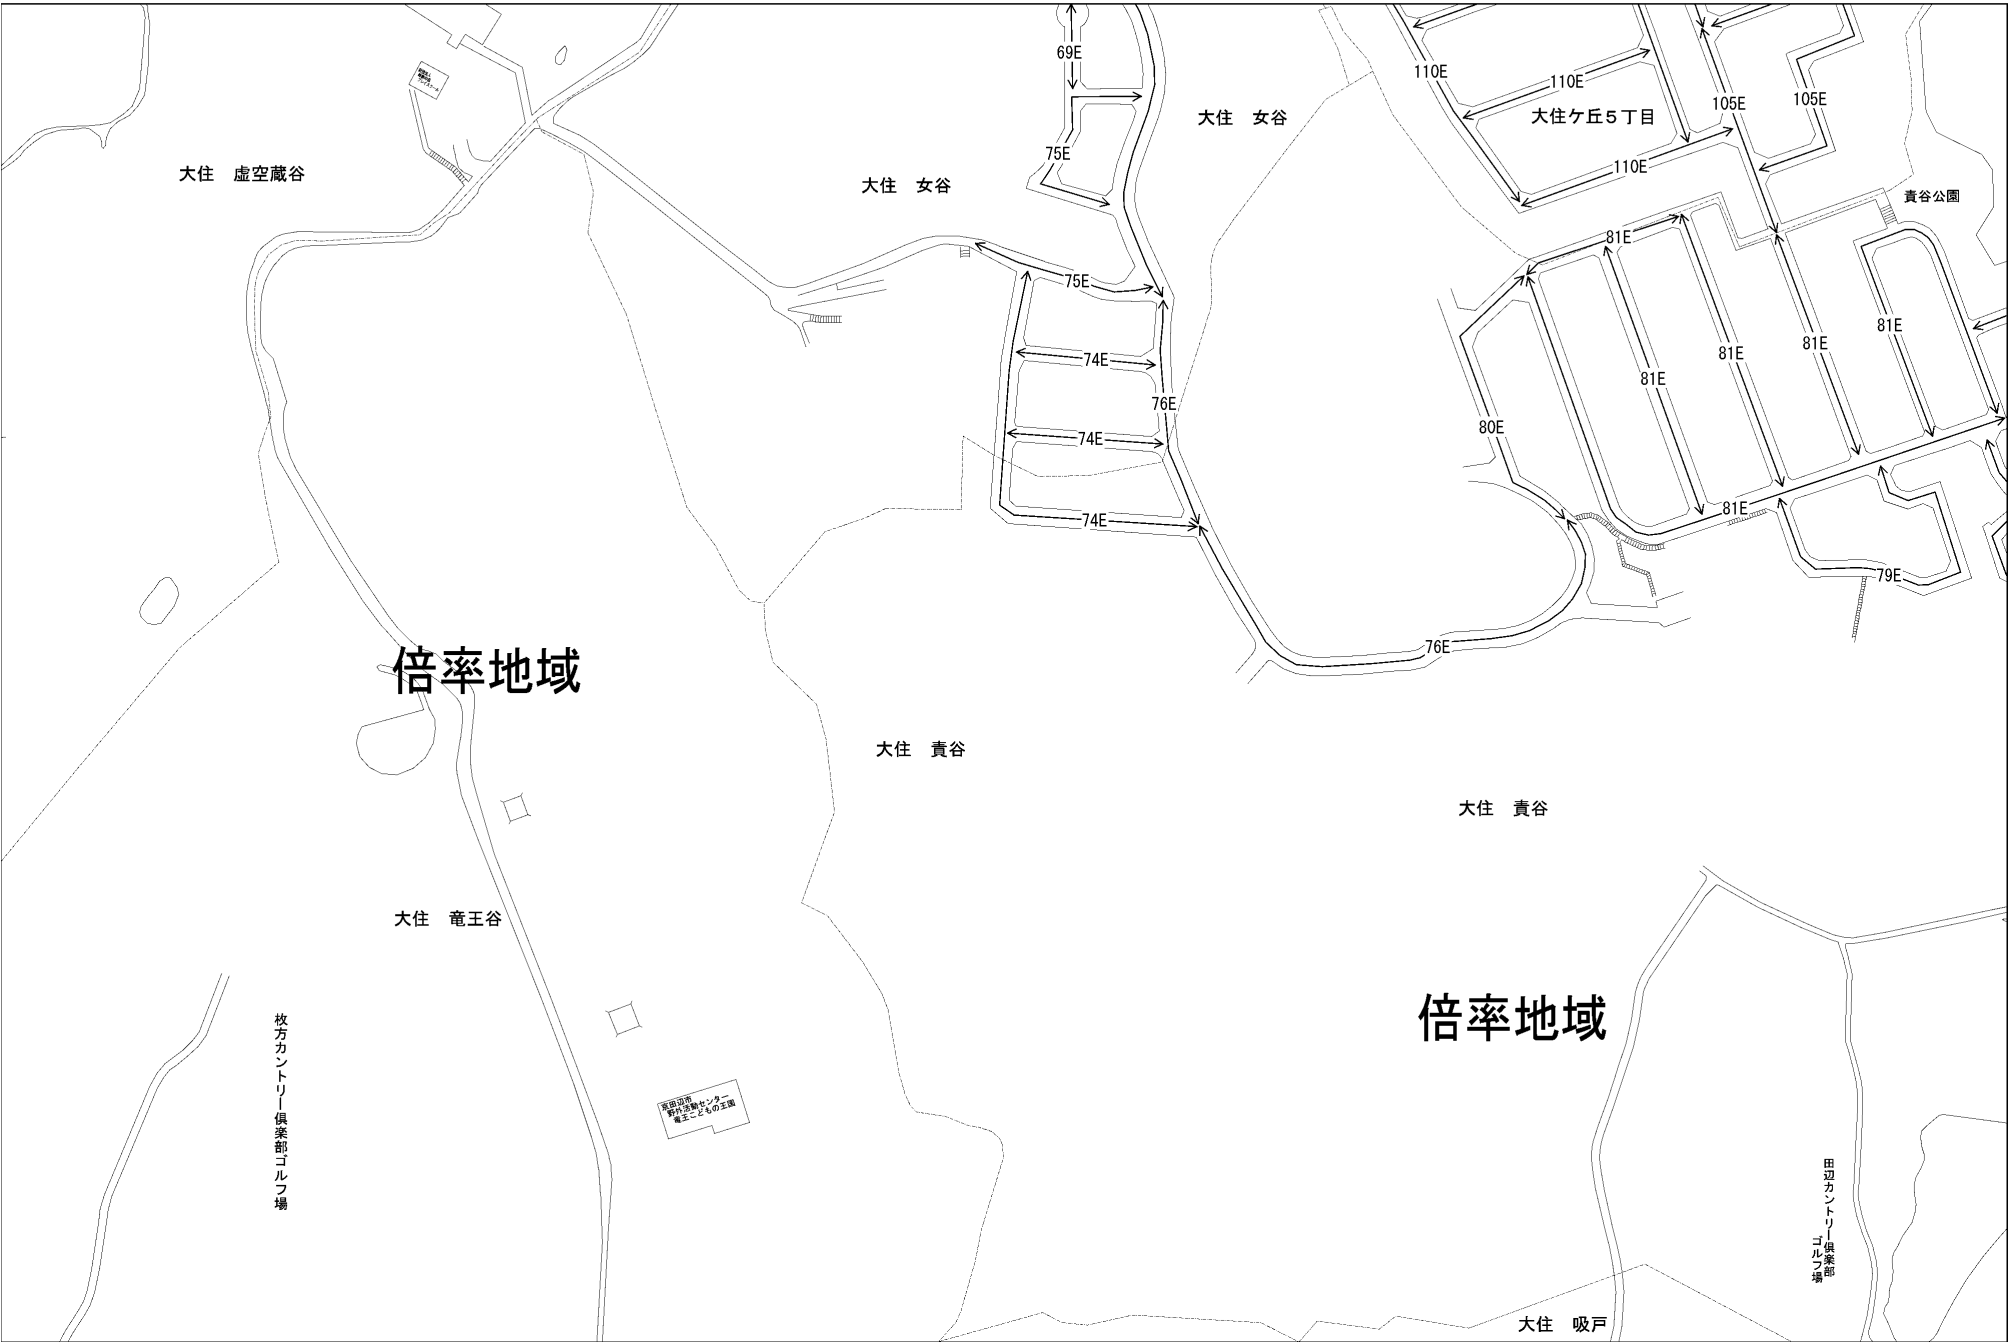 69E
110E
110E
105E
105E
大住　女谷
大住ケ丘５丁目
75E
110E
大住　虚空蔵谷
大住　女谷
責谷公園
81E
75E
81E
81E
81E
74E
81E
76E
80E
74E
74E
81E
79E
76E
倍率地域
大住　責谷
大住　責谷
大住　竜王谷
倍率地域
枚方カントリー倶楽部ゴルフ場
京田辺市
野外活動センター
竜王こどもの王国
田辺カントリー倶楽部
ゴルフ場
大住　吸戸